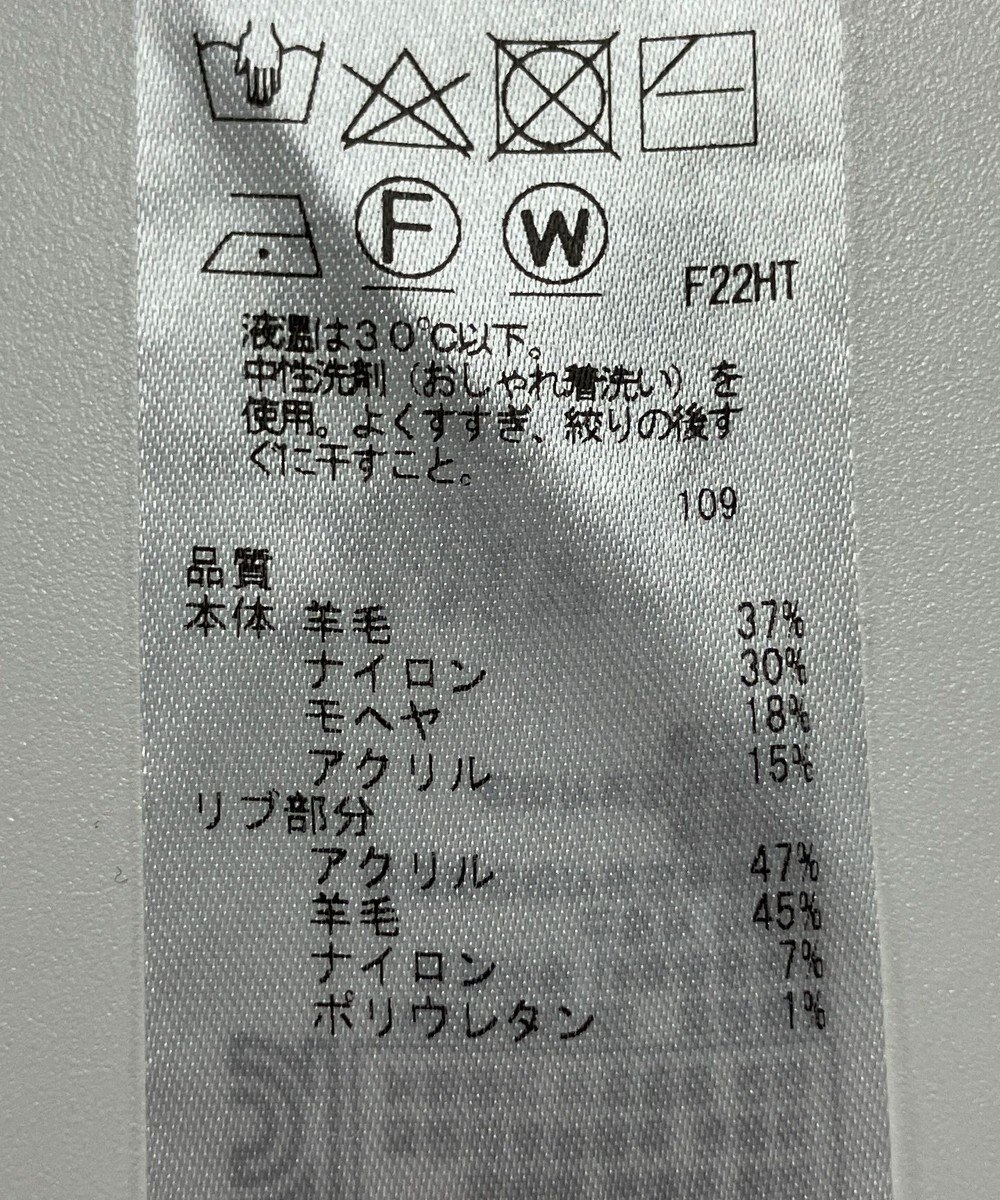 F
W
F22HT
液温は30℃以下。
中性洗剤（おしゃれ着洗い）を
使用。よくすすぎ、絞りの後す
ぐに干すこと。
109
品質
本体 羊毛 37%
ナイロン 30%
モヘヤ 18%
アクリル 15%
リブ部分
アクリル 47%
羊毛 45%
ナイロン 7%
ポリウレタン 1%